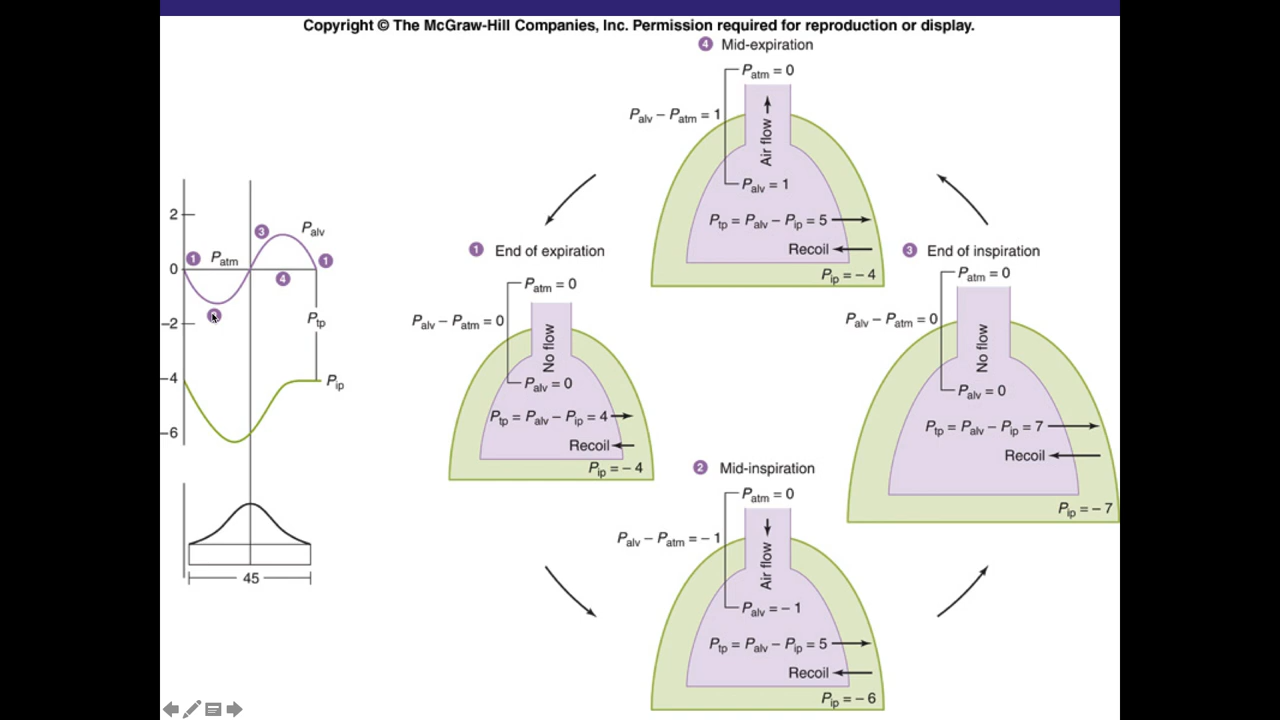 Copyright © The McGraw-Hill Companies, Inc. Permission required for reproduction or display.
4 Mid-expiration
Patm = 0
Palv – Patm = 1
Air flow
Palv = 1
Ptp = Palv – Pip = 5
Recoil
Pip = – 4
2
0
–2
–4
–6
1
Patm
3
Palv
1
4
Ptp
Pip
45
1 End of expiration
Patm = 0
Palv – Patm = 0
No flow
Palv = 0
Ptp = Palv – Pip = 4
Recoil
Pip = – 4
3 End of inspiration
Patm = 0
Palv – Patm = 0
No flow
Palv = 0
Ptp = Palv – Pip = 7
Recoil
Pip = – 7
2 Mid-inspiration
Patm = 0
Palv – Patm = – 1
Air flow
Palv = – 1
Ptp = Palv – Pip = 5
Recoil
Pip = – 6